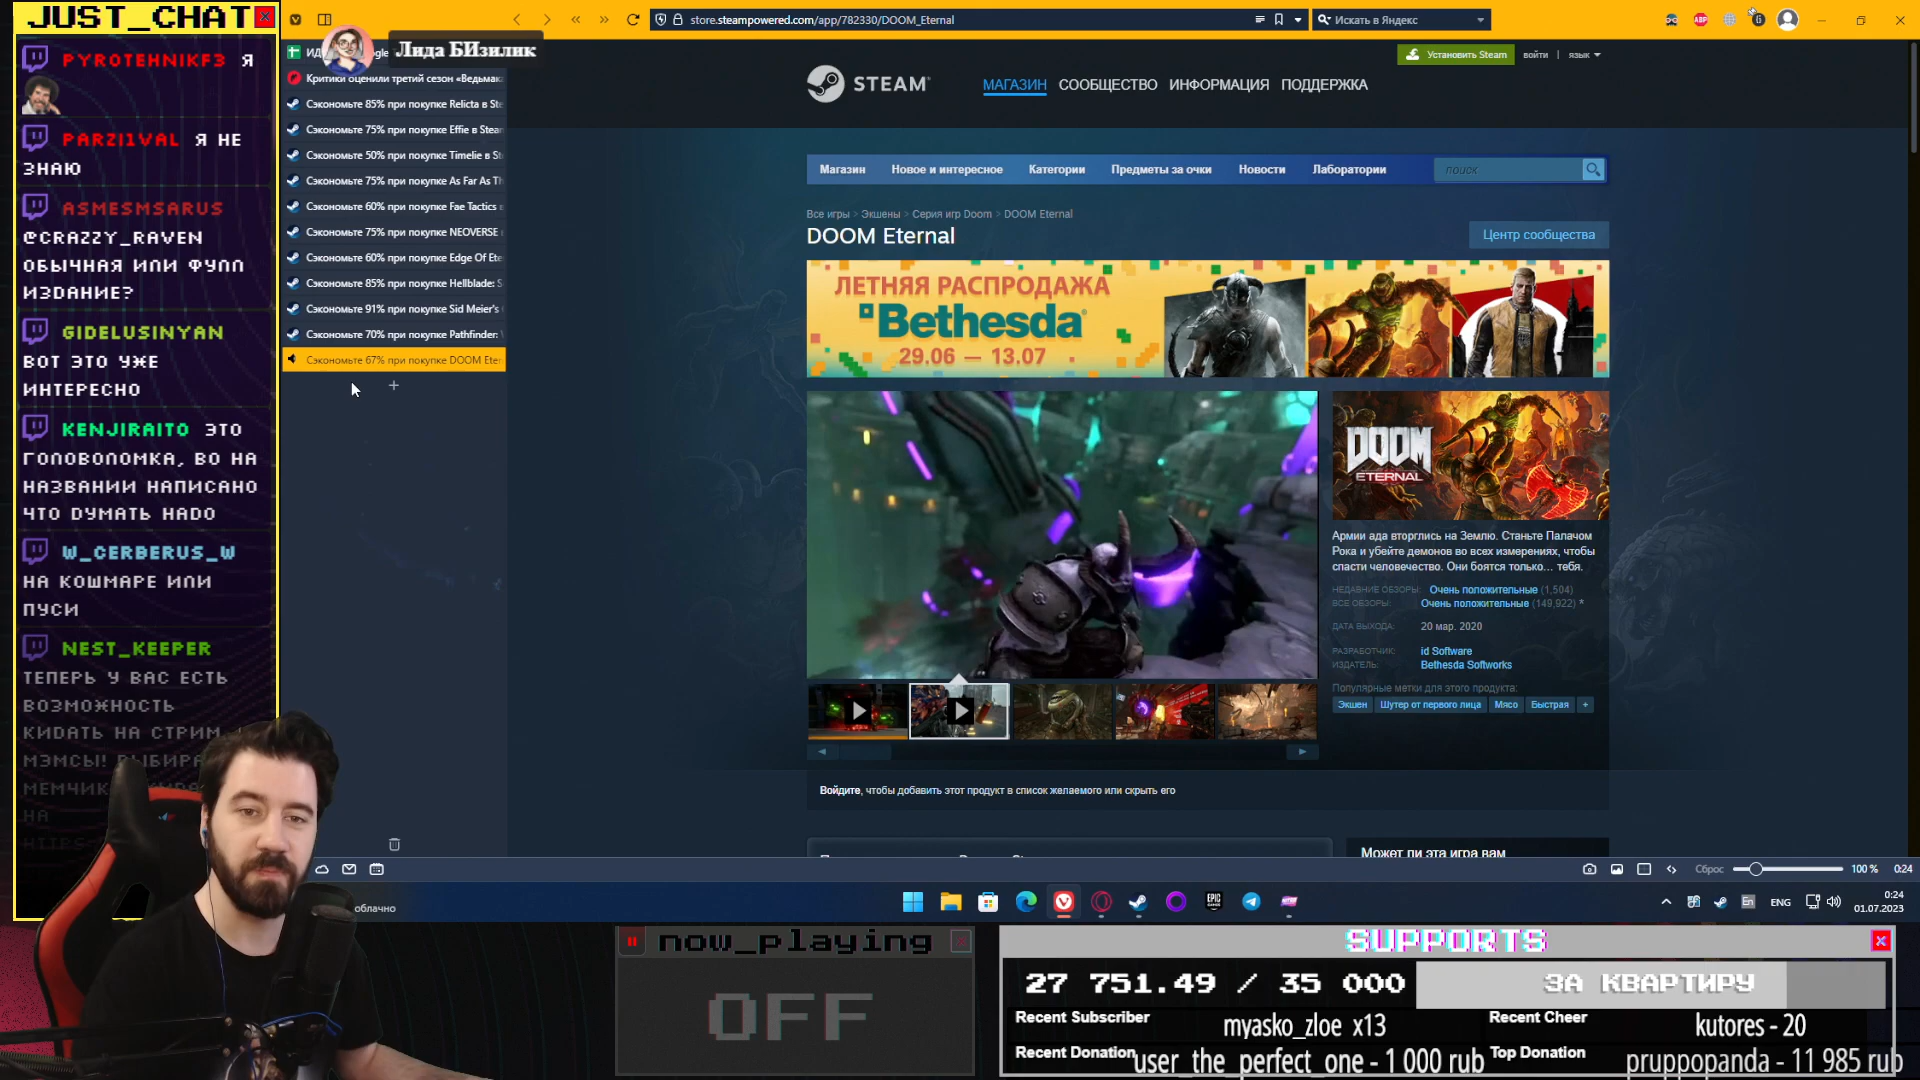 JUST_CHAT
PYROTEHNIKF3 Я
PARZI1VAL Я НЕ
ЗНАЮ
ASMESMSARUS
@CRAZZY_RAVEN
ОБЫЧНАЯ ИЛИ ФУЛЛ
ИЗДАНИЕ?
GIDELUSINYAN
ВОТ ЭТО УЖЕ
ИНТЕРЕСНО
KENJIRAITO ЭТО
ГОЛОВОЛОМКА, ВО НА
НАЗВАНИИ НАПИСАНО
ЧТО DУМАТЬ НАDО
W_CERBERUS_W
НА КОШМАРЕ ИЛИ
ПУСИ
NEST_KEEPER
ТЕПЕРЬ У ВАС ЕСТЬ
ВОЗМОЖНОСТЬ
КИDАТЬ НА СТРИМ
МЭМСЫ! ВЫБИРА
МЕМЧИК
НА
HTTPS
Лида БИзилик
Критики оценили третий сезон «Ведьмак
Сэкономьте 85% при покупке Relicta в Ste
Сэкономьте 75% при покупке Effie в Stean
Сэкономьте 50% при покупке Timelie в St
Сэкономьте 75% при покупке As Far As Th
Сэкономьте 60% при покупке Fae Tactics
Сэкономьте 75% при покупке NEOVERSE
Сэкономьте 60% при покупке Edge Of Ete
Сэкономьте 85% при покупке Hellblade: S
Сэкономьте 91% при покупке Sid Meier's
Сэкономьте 70% при покупке Pathfinder:
Сэкономьте 67% при покупке DOOM Eter
store.steampowered.com/app/782330/DOOM_Eternal
Искать в Яндекс
Установить Steam войти | язык
STEAM МАГАЗИН СООБЩЕСТВО ИНФОРМАЦИЯ ПОДДЕРЖКА
Магазин Новое и интересное Категории Предметы за очки Новости Лаборатории поиск
Все игры > Экшены > Серия игр Doom > DOOM Eternal
DOOM Eternal
Центр сообщества
ЛЕТНЯЯ РАСПРОДАЖА
Bethesda
29.06 — 13.07
DOOM
ETERNAL
Армии ада вторглись на Землю. Станьте Палачом
Рока и убейте демонов во всех измерениях, чтобы
спасти человечество. Они боятся только... тебя.
НЕДАВНИЕ ОБЗОРЫ: Очень положительные (1,504)
ВСЕ ОБЗОРЫ: Очень положительные (149,922) *
ДАТА ВЫХОДА: 20 мар. 2020
РАЗРАБОТЧИК: id Software
ИЗДАТЕЛЬ: Bethesda Softworks
Популярные метки для этого продукта:
Экшен Шутер от первого лица Мясо Быстрая +
Войдите, чтобы добавить этот продукт в список желаемого или скрыть его
Может ли эта игра вам
Сброс 100 % 0:24
облачно
EPIC
ENG
0:24
01.07.2023
now_playing
OFF
SUPPORTS
27 751.49 / 35 000 ЗА КВАРТИРУ
Recent Subscriber myasko_zloe x13 Recent Cheer kutores - 20
Recent Donation user_the_perfect_one - 1 000 rub Top Donation pruppopanda - 11 985 rub